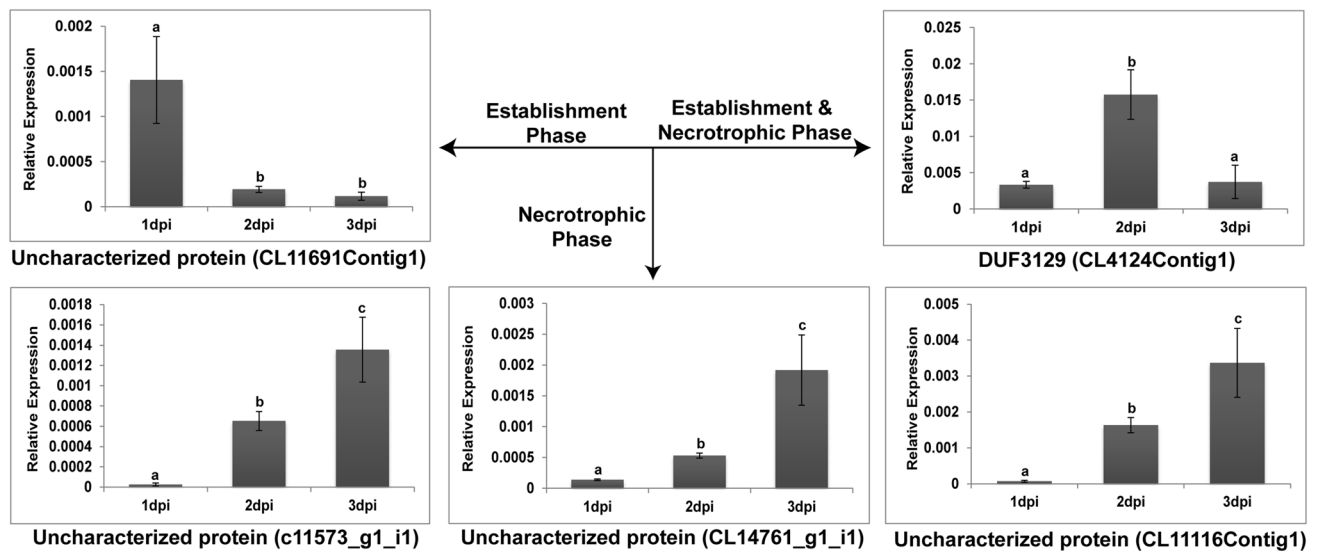 0.002
0.0015
0.001
0.0005
0
Relative Expression
a
b
b
1dpi
2dpi
3dpi
Uncharacterized protein (CL11691Contig1)
Establishment
Phase
Establishment &
Necrotrophic Phase
Necrotrophic
Phase
0.025
0.02
0.015
0.01
0.005
0
Relative Expression
a
b
a
1dpi
2dpi
3dpi
DUF3129 (CL4124Contig1)
0.0018
0.0016
0.0014
0.0012
0.001
0.0008
0.0006
0.0004
0.0002
0
Relative Expression
a
b
c
1dpi
2dpi
3dpi
Uncharacterized protein (c11573_g1_i1)
0.003
0.0025
0.002
0.0015
0.001
0.0005
0
Relative Expression
a
b
c
1dpi
2dpi
3dpi
Uncharacterized protein (CL14761_g1_i1)
0.005
0.004
0.003
0.002
0.001
0
Relative Expression
a
b
c
1dpi
2dpi
3dpi
Uncharacterized protein (CL11116Contig1)